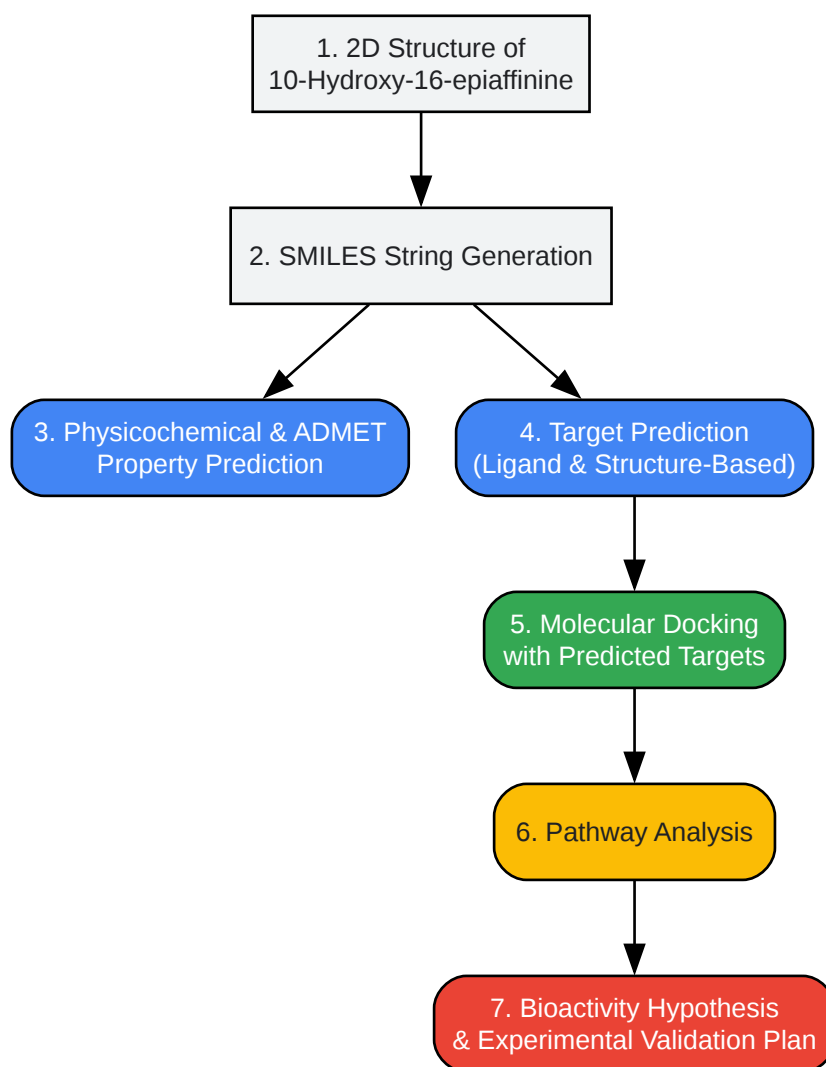 1. 2D Structure of
10-Hydroxy-16-epiaffinine
2. SMILES String Generation
3. Physicochemical & ADMET
Property Prediction
4. Target Prediction
(Ligand & Structure-Based)
5. Molecular Docking
with Predicted Targets
6. Pathway Analysis
7. Bioactivity Hypothesis
& Experimental Validation Plan